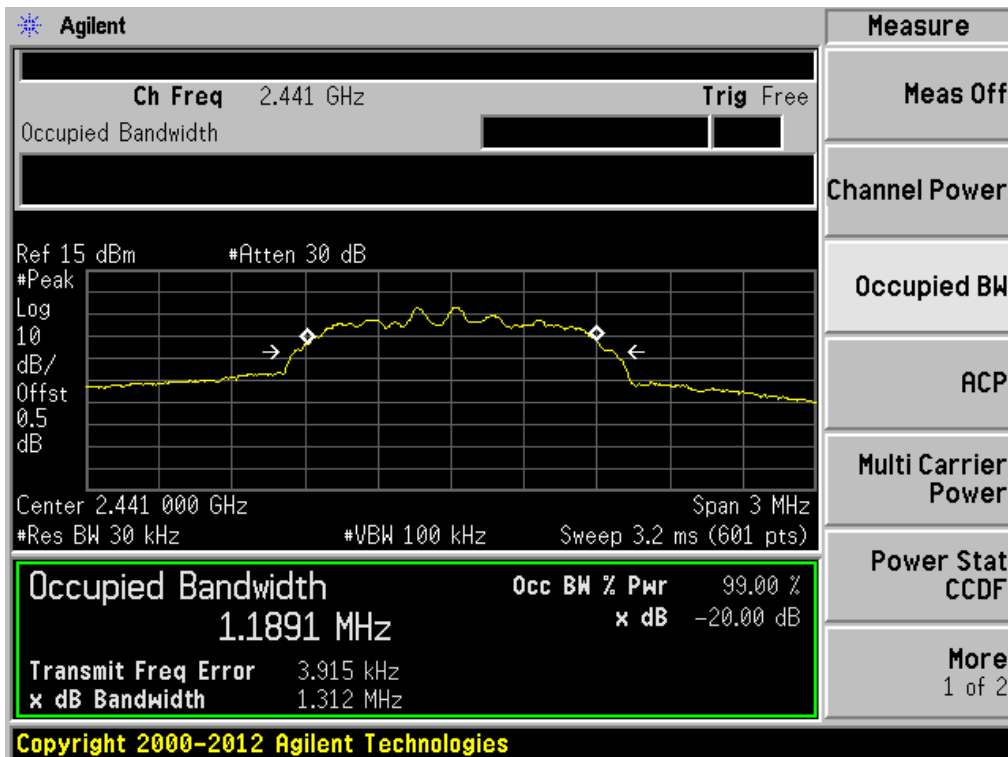 Agilent
Measure
Ch Freq 2.441 GHz Trig Free
Occupied Bandwidth
Meas Off
Channel Power
Occupied BW
ACP
Multi Carrier
Power
Power Stat
CCDF
More
1 of 2
Ref 15 dBm #Atten 30 dB
#Peak
Log
10
dB/
Offst
0.5
dB
Center 2.441 000 GHz Span 3 MHz
#Res BW 30 kHz #VBW 100 kHz Sweep 3.2 ms (601 pts)
Occupied Bandwidth Occ BW % Pwr 99.00 %
1.1891 MHz x dB -20.00 dB
Transmit Freq Error 3.915 kHz
x dB Bandwidth 1.312 MHz
Copyright 2000-2012 Agilent Technologies